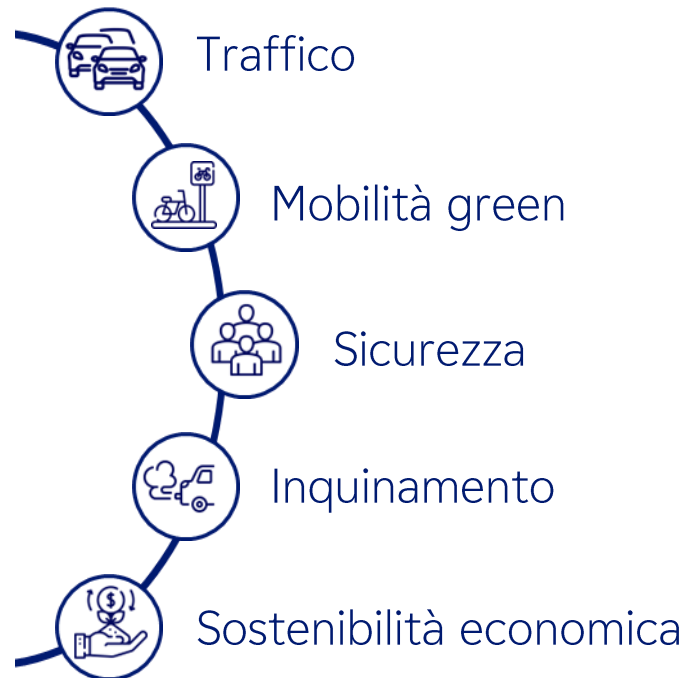 Traffico
Mobilità green
Sicurezza
Inquinamento
$
Sostenibilità economica